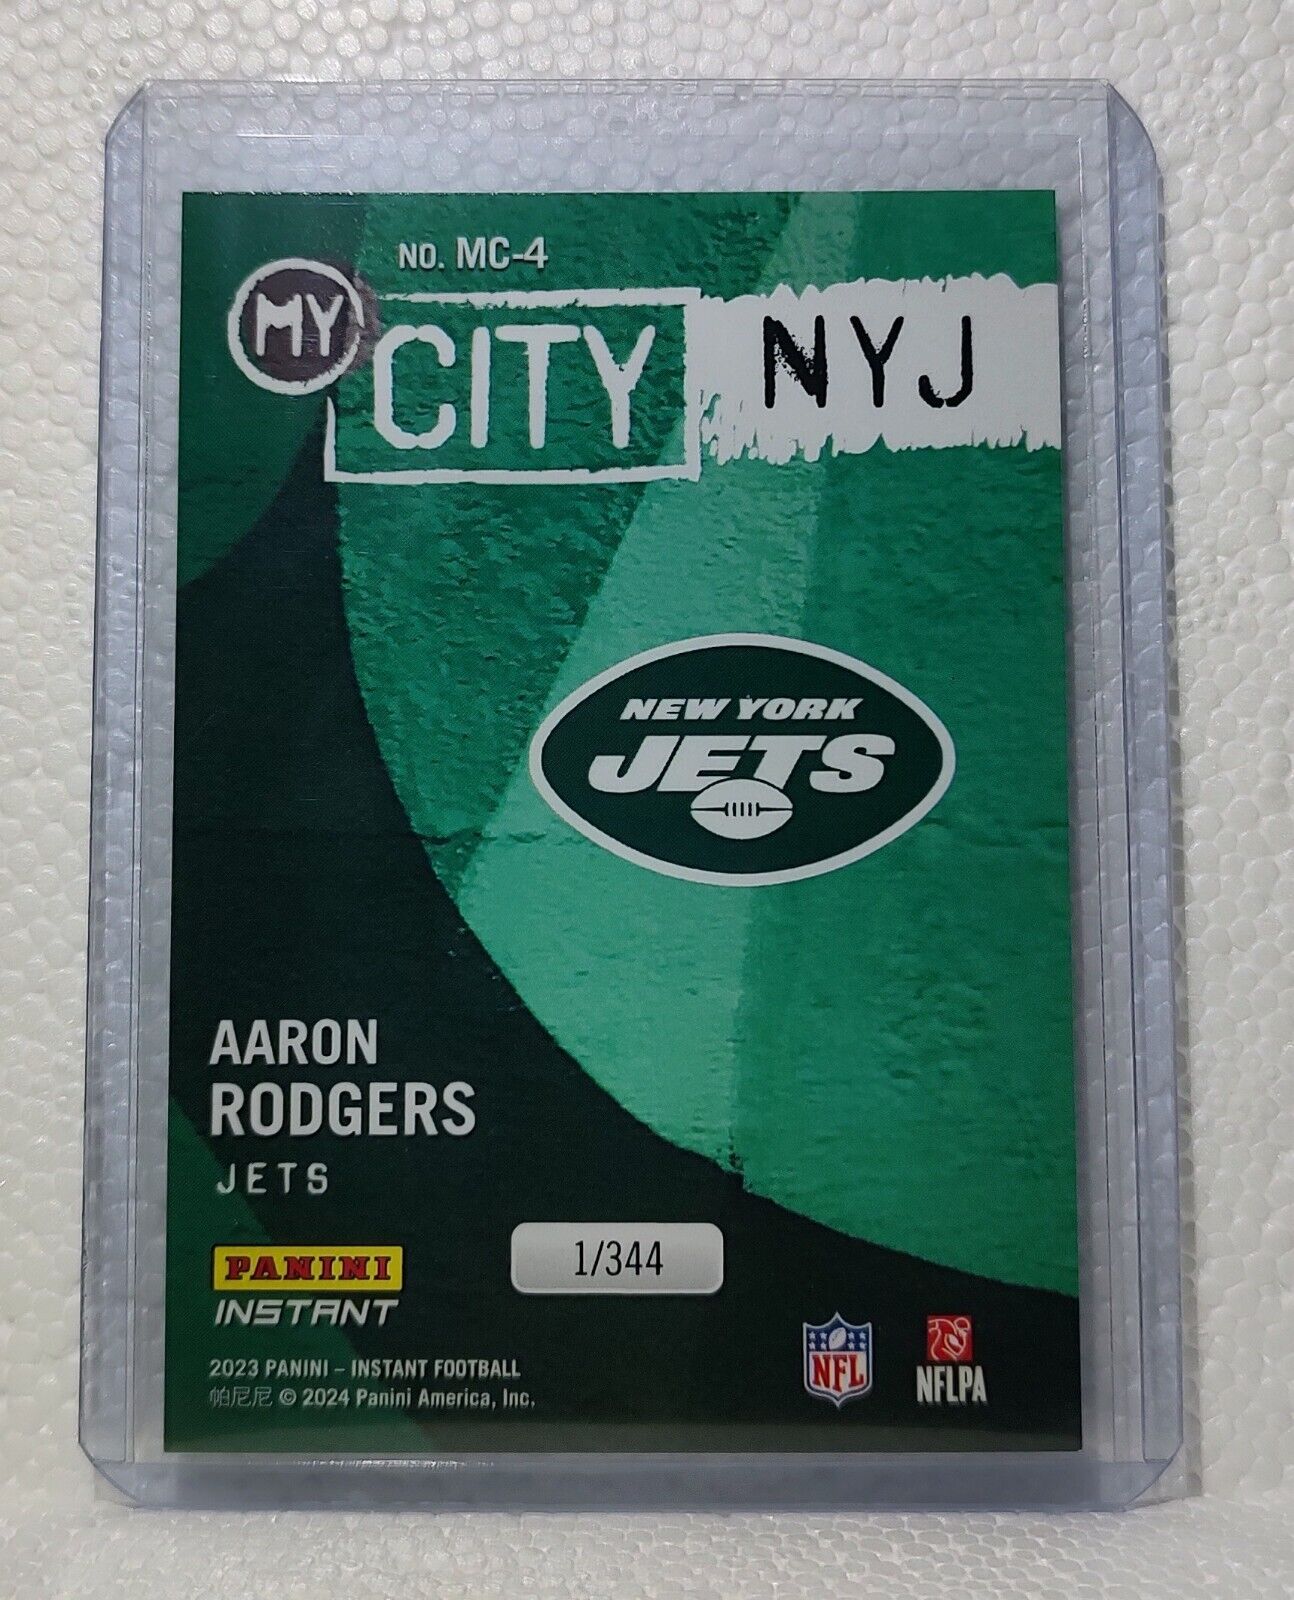 NO. MC-4
MY CITY NYJ
NEW YORK
JETS
AARON
RODGERS
JETS
1/344
PANINI
INSTANT
NFL
NFLPA
2023 PANINI – INSTANT FOOTBALL
帕尼尼 © 2024 Panini America, Inc.